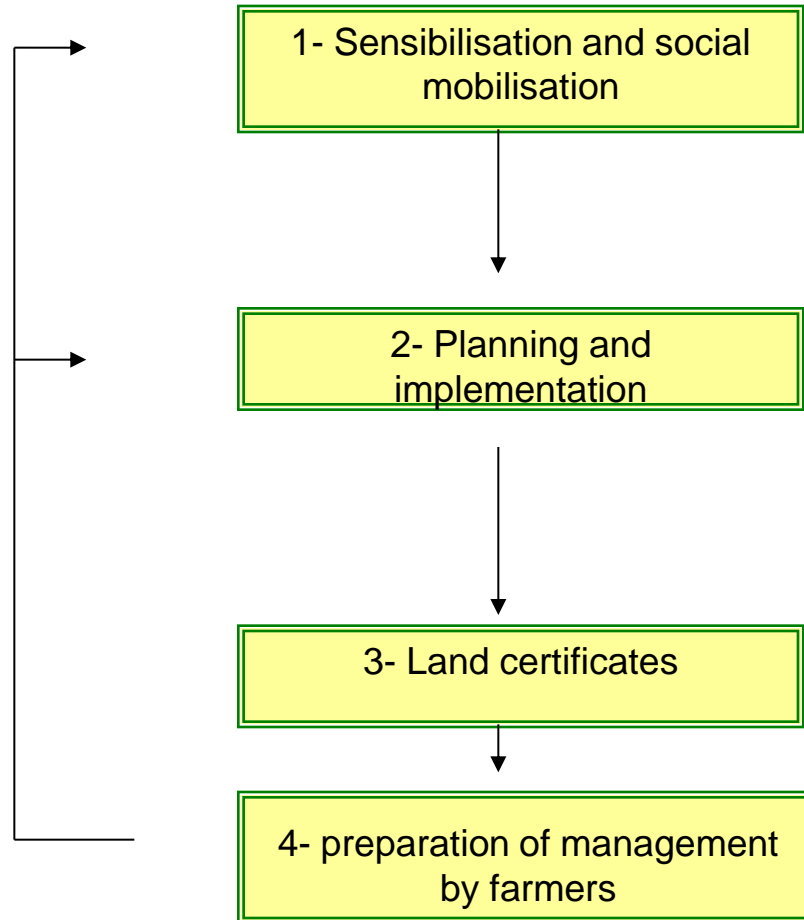 1- Sensibilisation and social
mobilisation
2- Planning and
implementation
3- Land certificates
4- preparation of management
by farmers